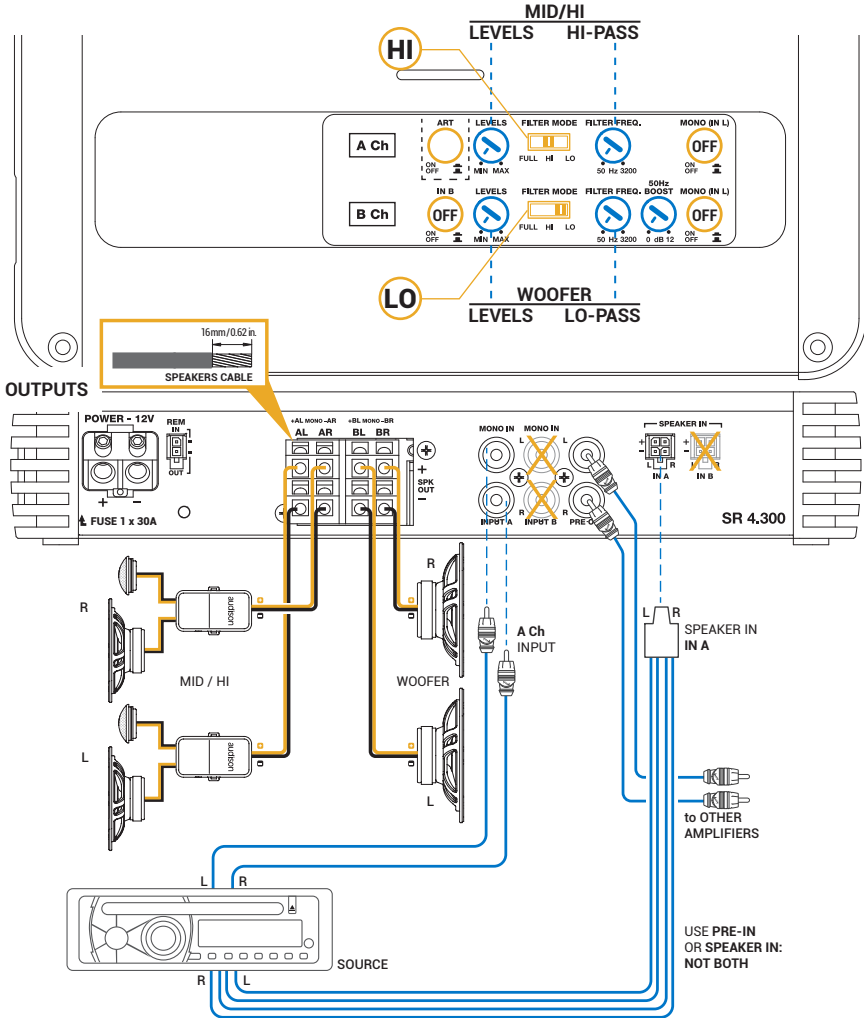 MID/HI
LEVELS HI-PASS
HI
A Ch
ART
ON
OFF
LEVELS
MIN MAX
FILTER MODE
FULL HI LO
FILTER FREQ.
50 Hz 3200
MONO (IN L)
OFF
ON
OFF
B Ch
IN B
OFF
ON
OFF
LEVELS
MIN MAX
FILTER MODE
FULL HI LO
FILTER FREQ.
50 Hz 3200
50Hz
BOOST
0 dB 12
MONO (IN L)
OFF
ON
OFF
LO
WOOFER
LEVELS LO-PASS
16mm/0.62 in.
SPEAKERS CABLE
OUTPUTS
POWER - 12V
+ -
FUSE 1 x 30A
REM
IN
OUT
+AL MONO -AR
AL AR
+BL MONO -BR
BL BR
+
SPK
OUT
-
MONO IN
MONO IN
L
L
R
R
INPUT A
INPUT B
PRE-O
SPEAKER IN
+
-
L R
IN A
+
-
L R
IN B
SR 4.300
R
audison
MID / HI
L
audison
R
WOOFER
L
A Ch
INPUT
L R
SPEAKER IN
IN A
to OTHER
AMPLIFIERS
L R
SOURCE
R L
USE PRE-IN
OR SPEAKER IN:
NOT BOTH